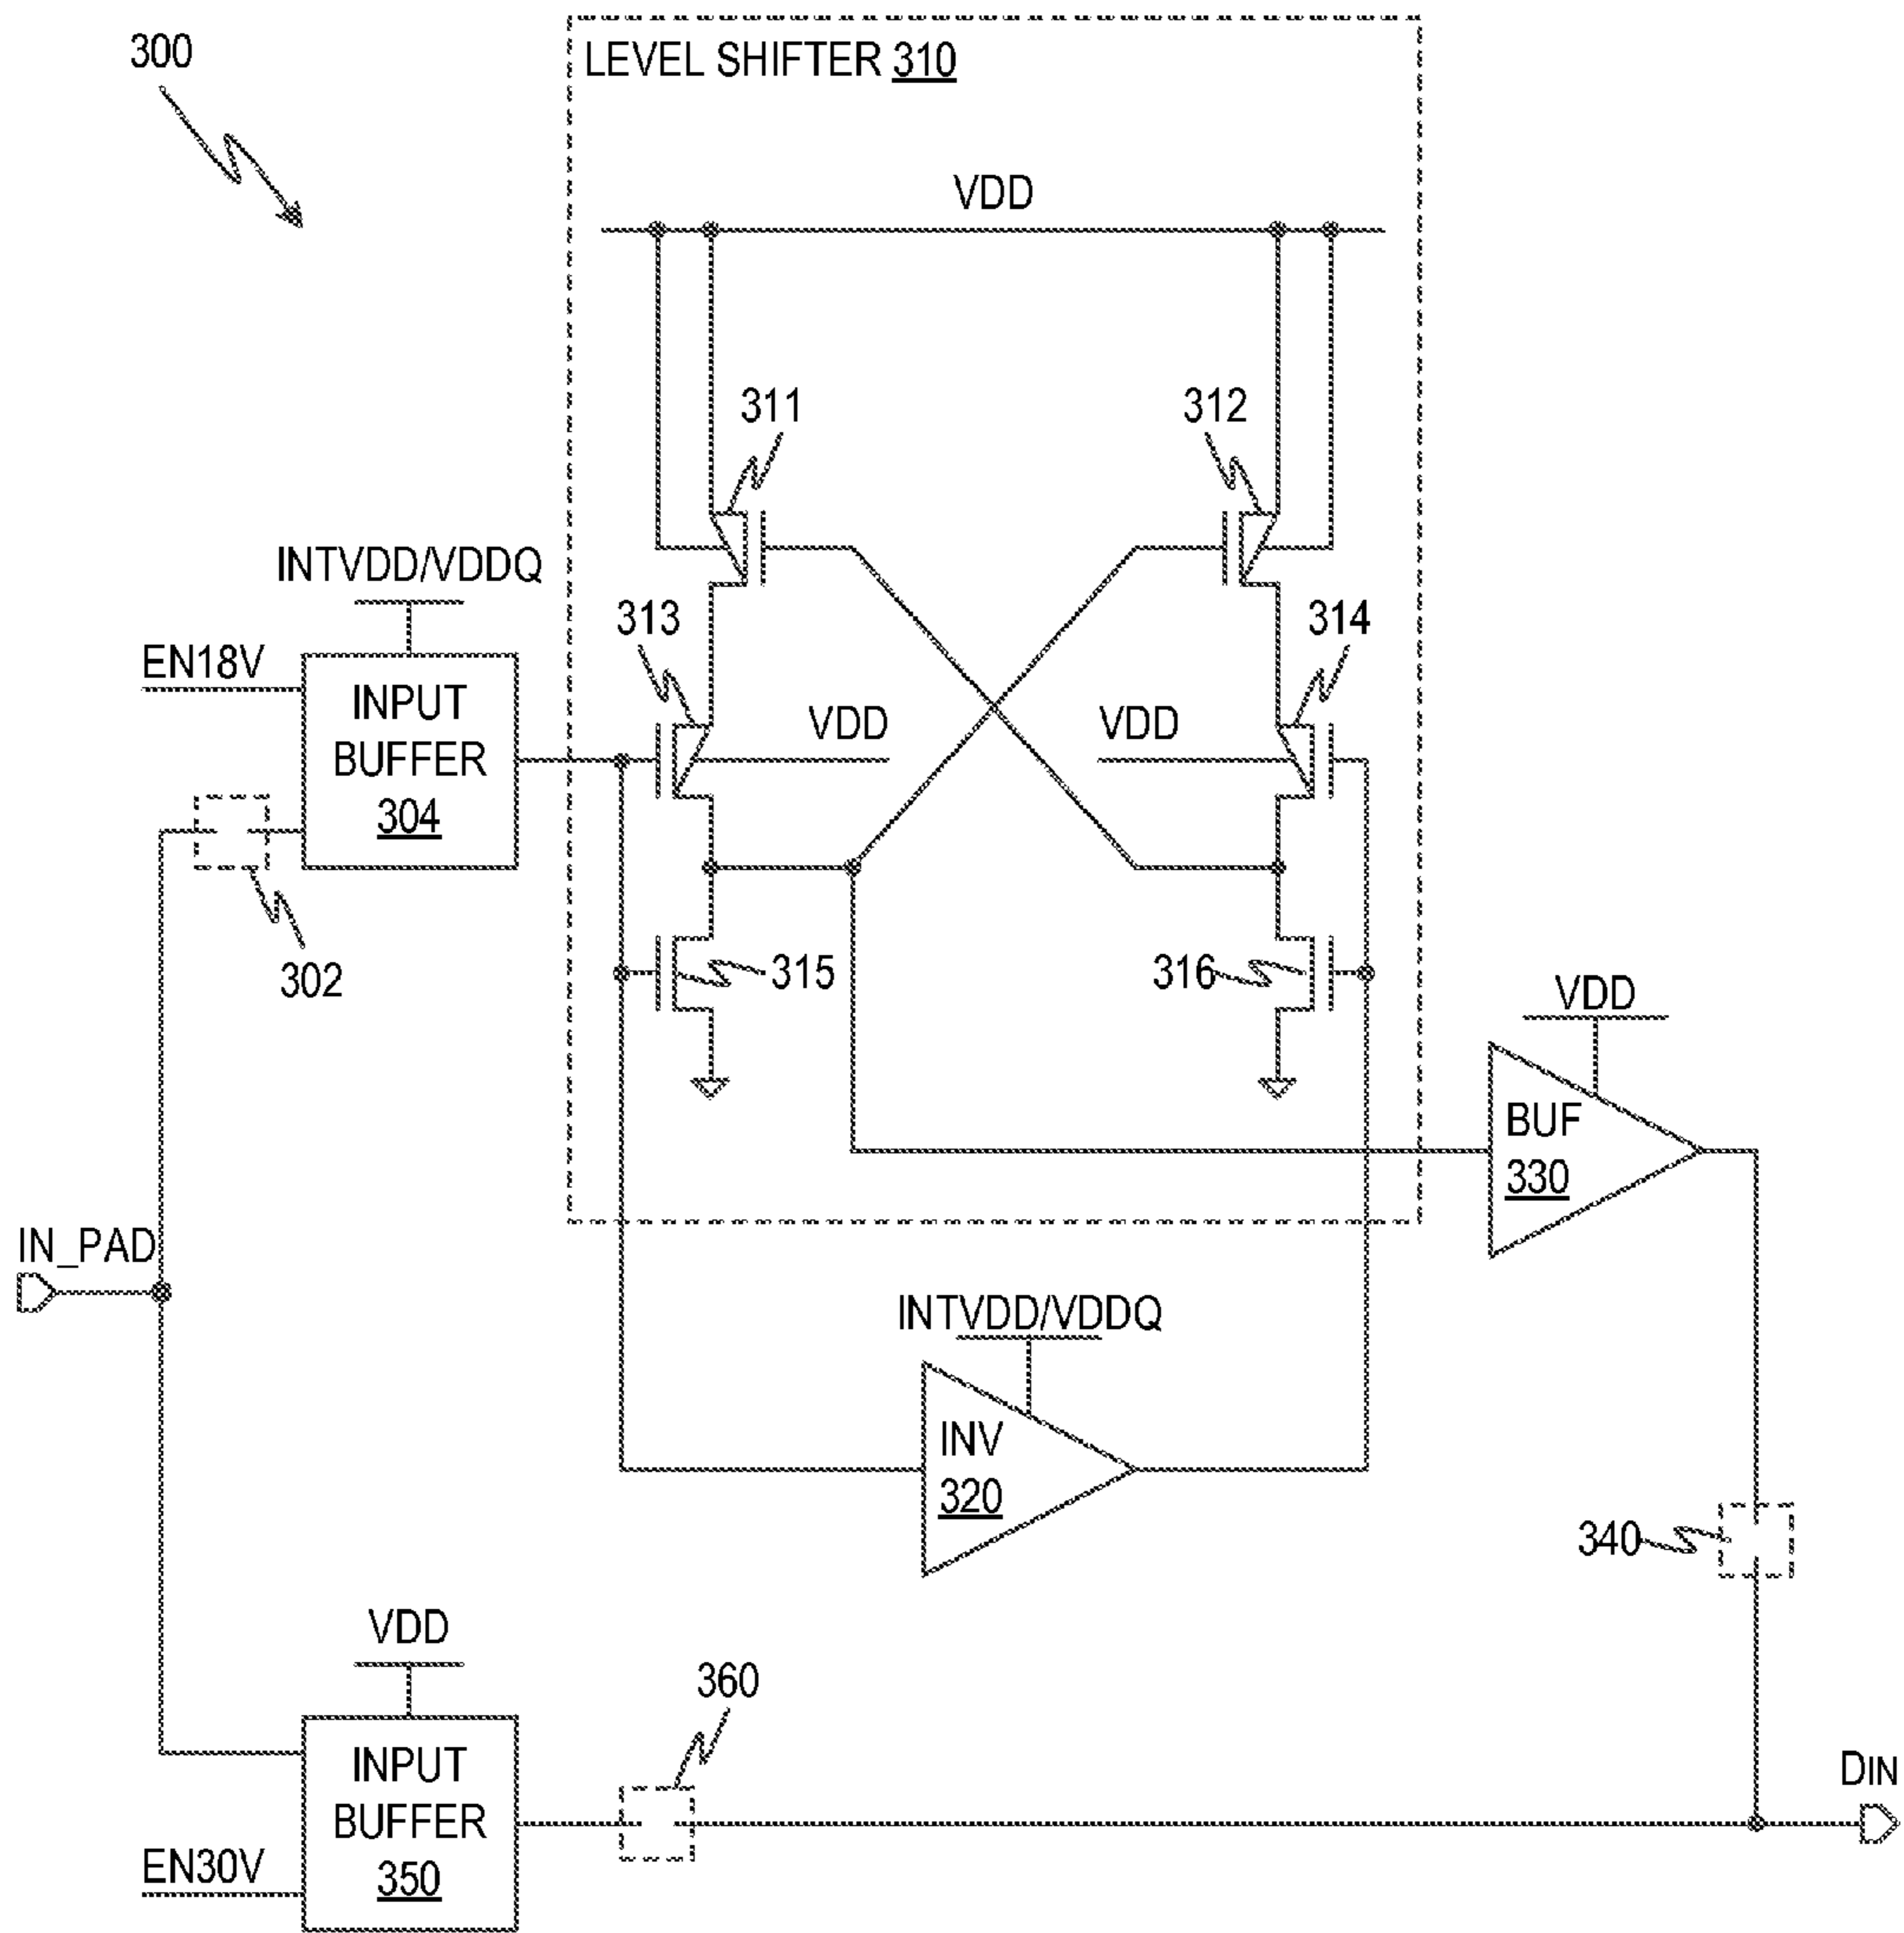 300
LEVEL SHIFTER 310
VDD
311
312
INTVDD/VDDQ
313
314
EN18V
INPUT
BUFFER
304
VDD
VDD
302
315
316
VDD
BUF
330
IN_PAD
INTVDD/VDDQ
INV
320
340
VDD
360
INPUT
BUFFER
350
EN30V
DIN